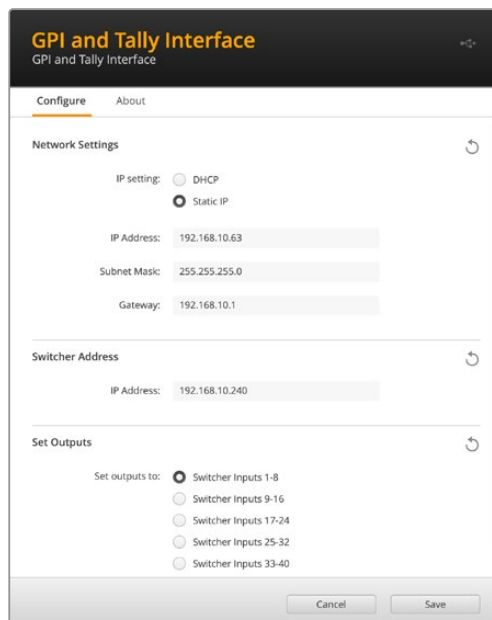 GPI and Tally Interface
GPI and Tally Interface
Configure About
Network Settings
IP setting: DHCP
Static IP
IP Address: 192.168.10.63
Subnet Mask: 255.255.255.0
Gateway: 192.168.10.1
Switcher Address
IP Address: 192.168.10.240
Set Outputs
Set outputs to: Switcher Inputs 1-8
Switcher Inputs 9-16
Switcher Inputs 17-24
Switcher Inputs 25-32
Switcher Inputs 33-40
Cancel Save